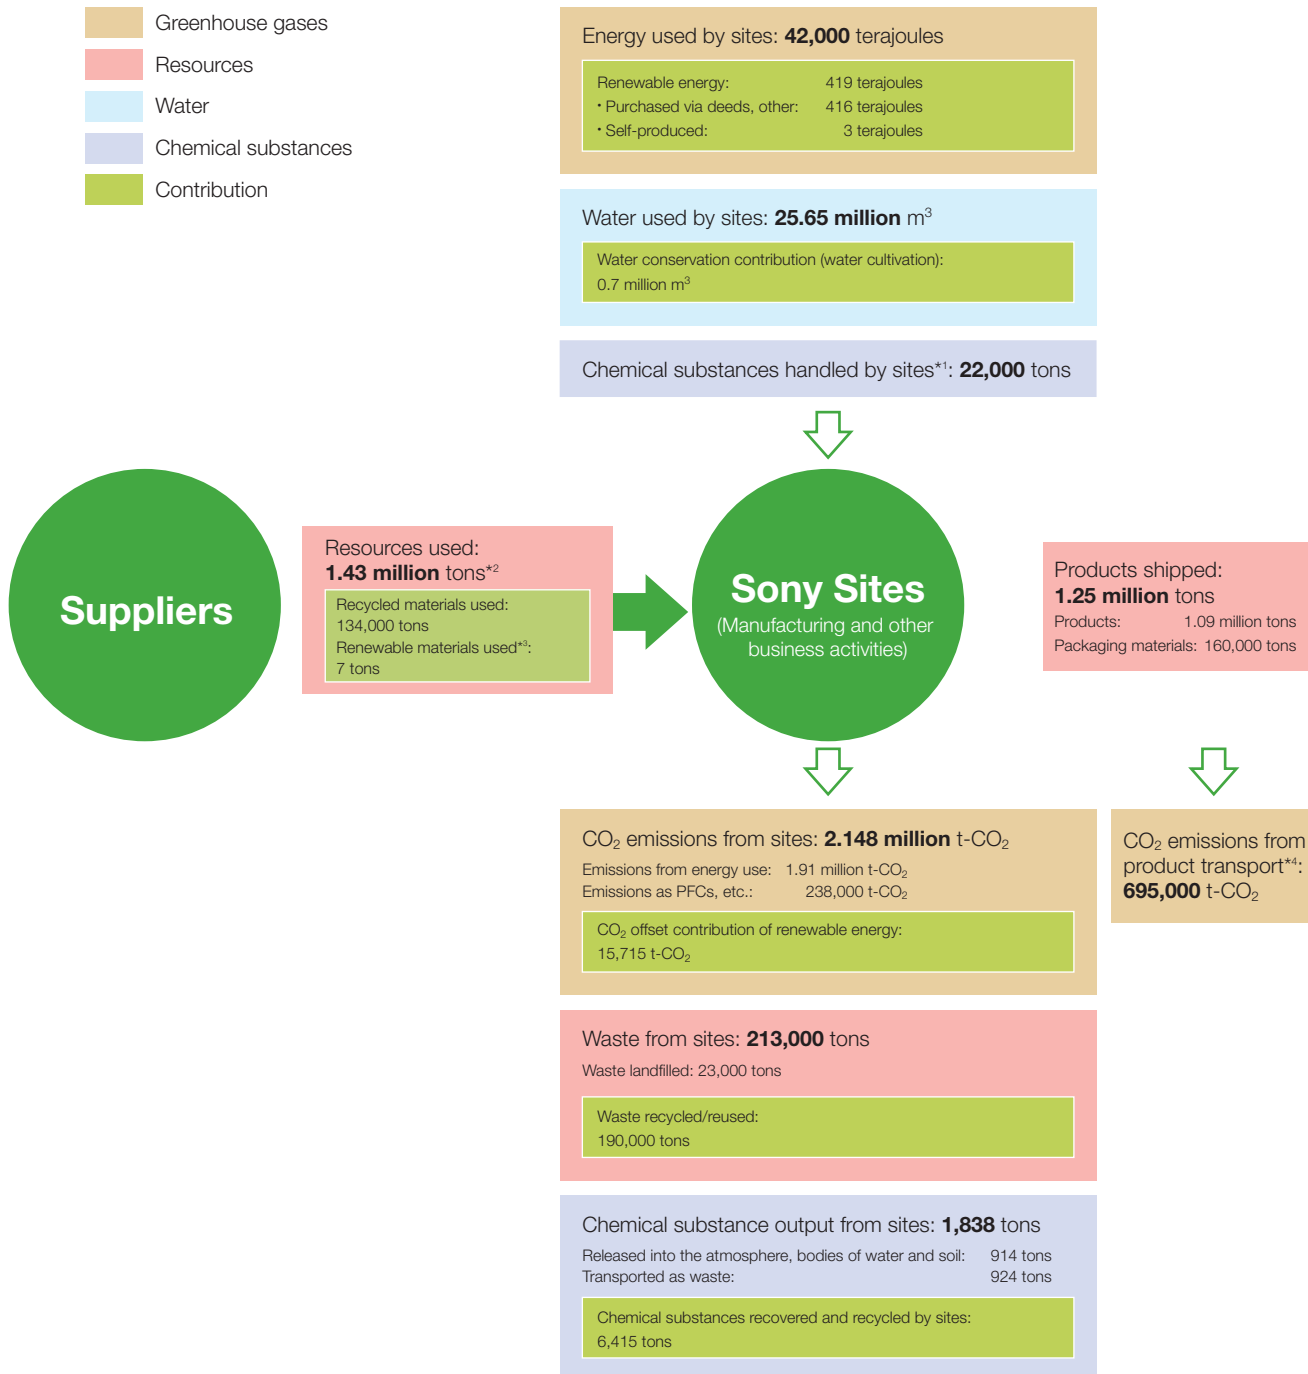 Greenhouse gases
Resources
Water
Chemical substances
Contribution
Energy used by sites: 42,000 terajoules
Renewable energy: 419 terajoules
• Purchased via deeds, other: 416 terajoules
• Self-produced: 3 terajoules
Water used by sites: 25.65 million m³
Water conservation contribution (water cultivation):
0.7 million m³
Chemical substances handled by sites*¹: 22,000 tons
Suppliers
Resources used:
1.43 million tons*²
Recycled materials used:
134,000 tons
Renewable materials used*³:
7 tons
Sony Sites
(Manufacturing and other
business activities)
Products shipped:
1.25 million tons
Products: 1.09 million tons
Packaging materials: 160,000 tons
CO₂ emissions from sites: 2.148 million t-CO₂
Emissions from energy use: 1.91 million t-CO₂
Emissions as PFCs, etc.: 238,000 t-CO₂
CO₂ offset contribution of renewable energy:
15,715 t-CO₂
CO₂ emissions from
product transport*⁴:
695,000 t-CO₂
Waste from sites: 213,000 tons
Waste landfilled: 23,000 tons
Waste recycled/reused:
190,000 tons
Chemical substance output from sites: 1,838 tons
Released into the atmosphere, bodies of water and soil: 914 tons
Transported as waste: 924 tons
Chemical substances recovered and recycled by sites:
6,415 tons